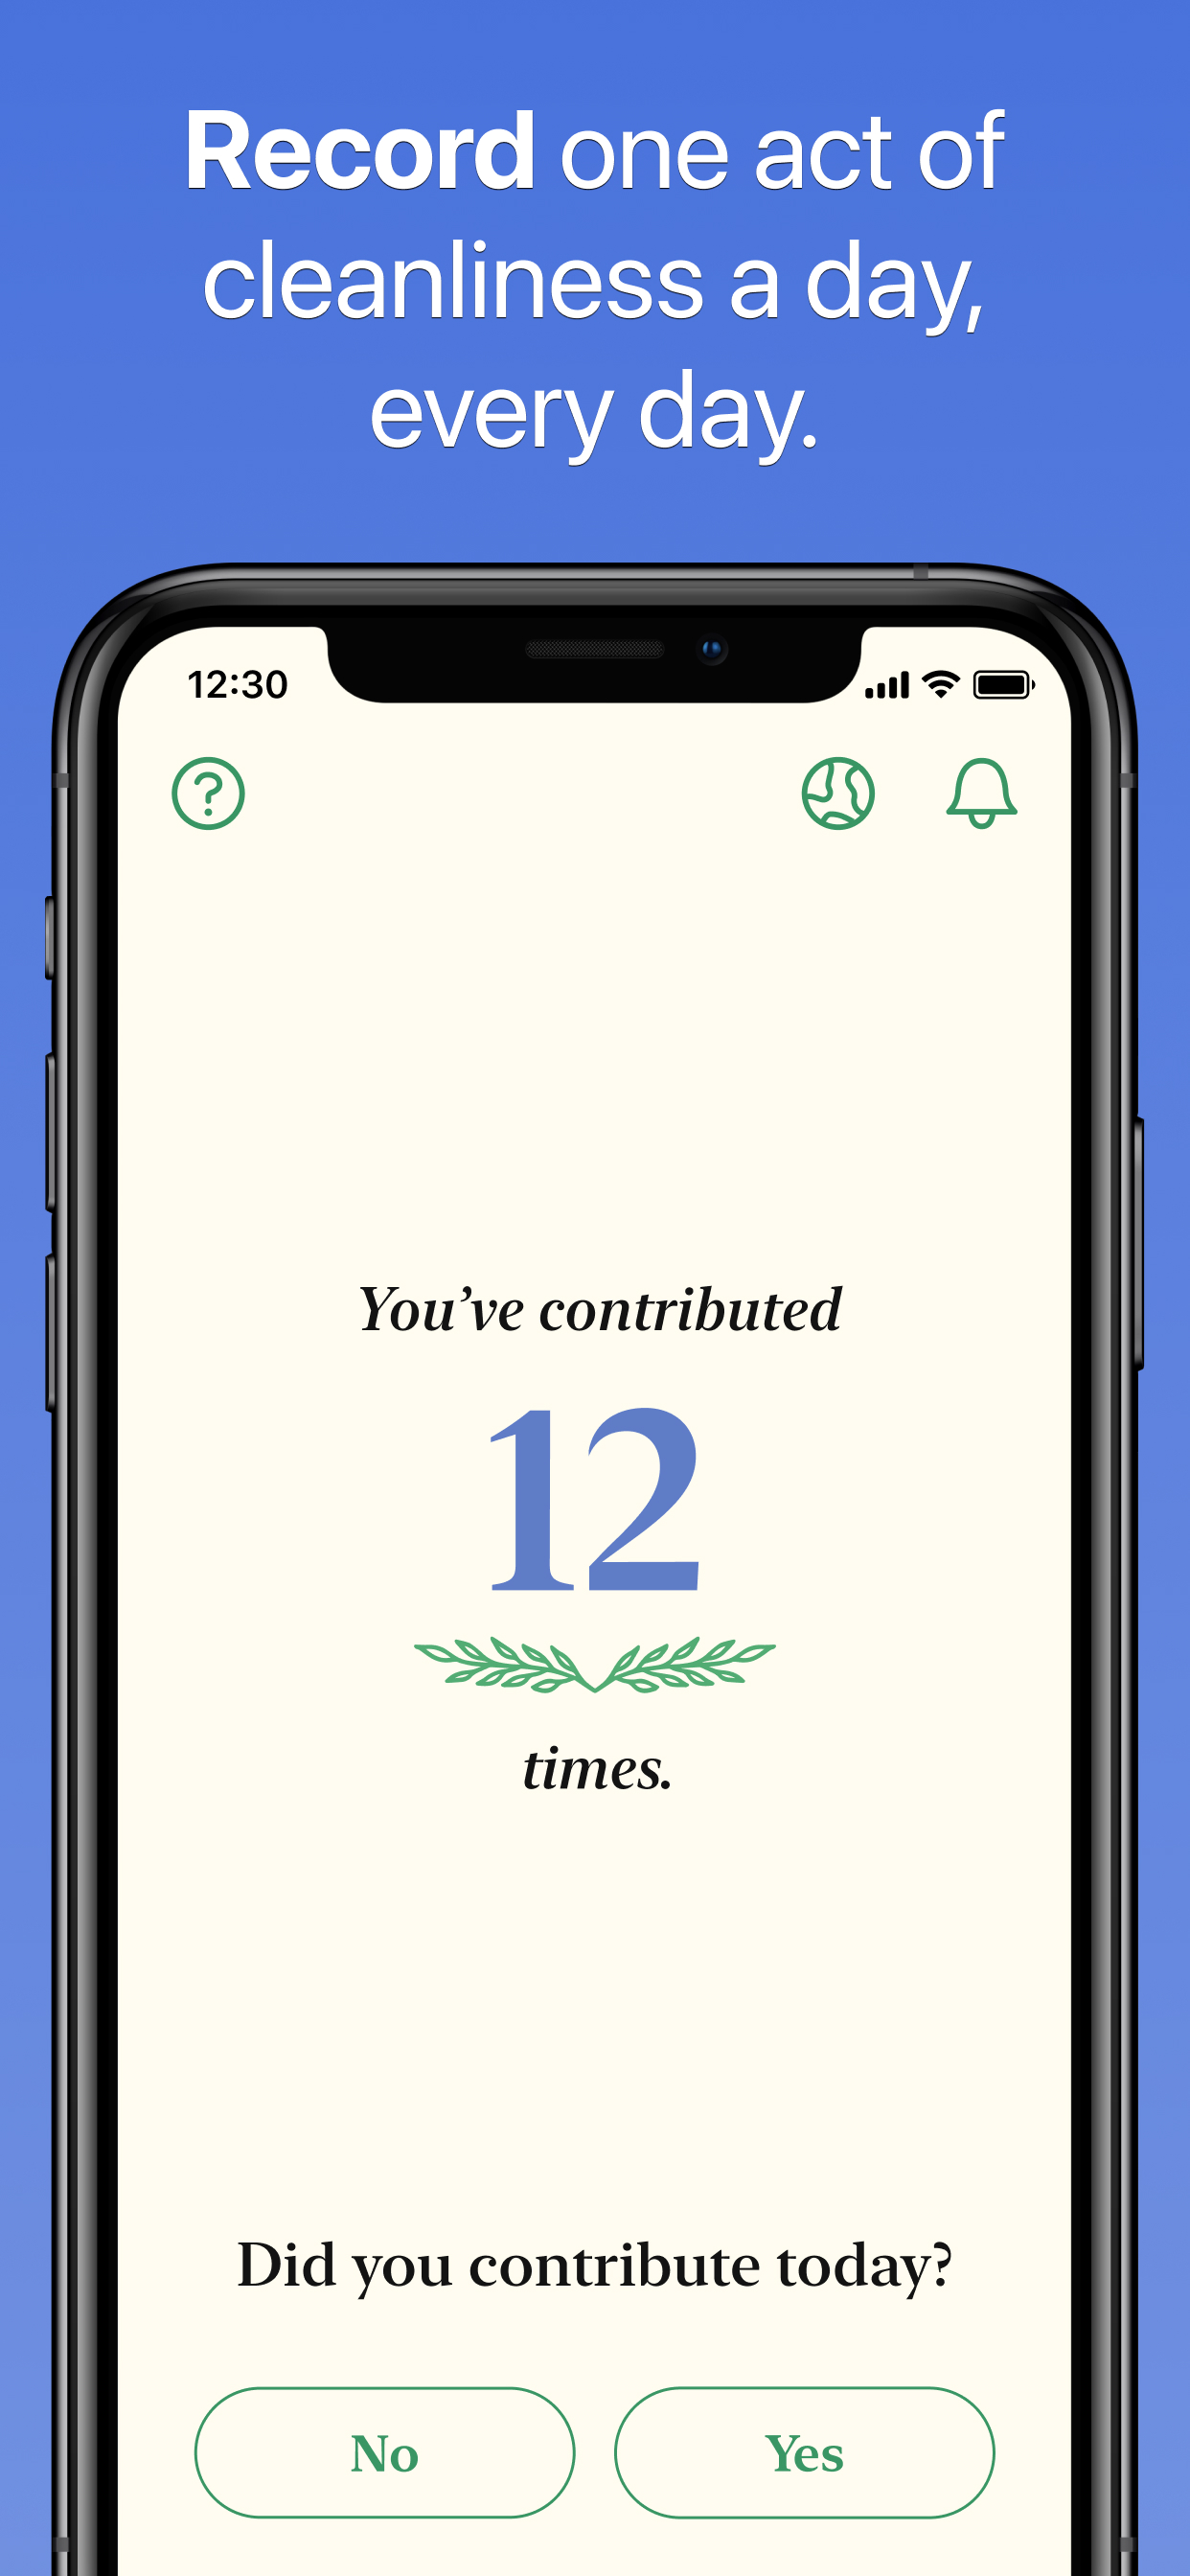 Record one act of
cleanliness a day,
every day.
12:30
You’ve contributed
12
times.
Did you contribute today?
No
Yes